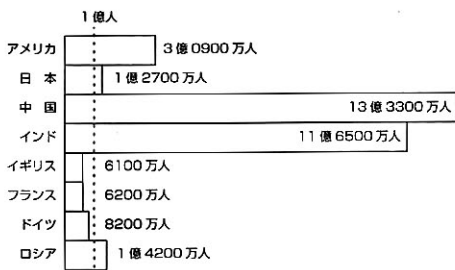 1億人
アメリカ 3億0900万人
日本 1億2700万人
中国 13億3300万人
インド 11億6500万人
イギリス 6100万人
フランス 6200万人
ドイツ 8200万人
ロシア 1億4200万人